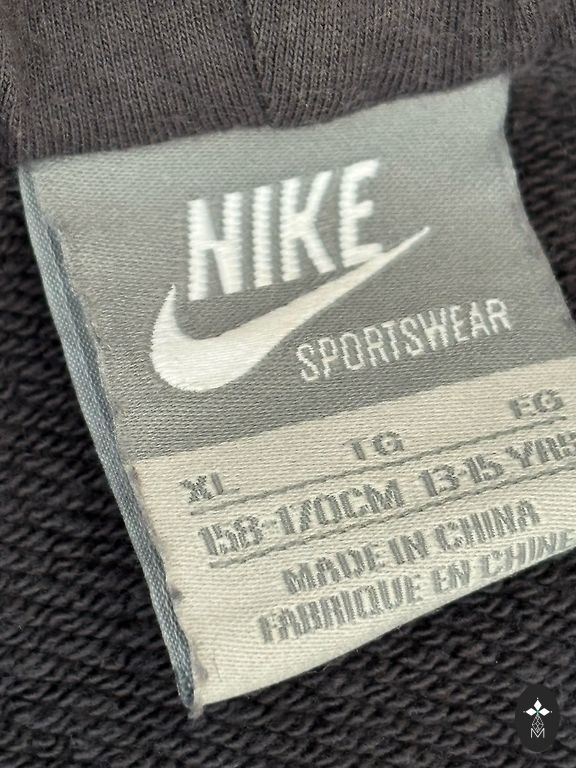 NIKE
SPORTSWEAR
XL TG EG
158-170CM 13-15 YRS
MADE IN CHINA
FABRIQUE EN CHINE
M